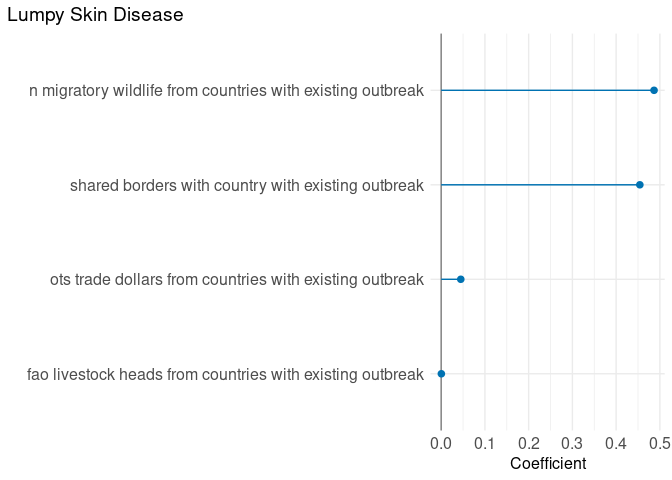 Lumpy Skin Disease
n migratory wildlife from countries with existing outbreak
shared borders with country with existing outbreak
ots trade dollars from countries with existing outbreak
fao livestock heads from countries with existing outbreak
0.0 0.1 0.2 0.3 0.4 0.5
Coefficient